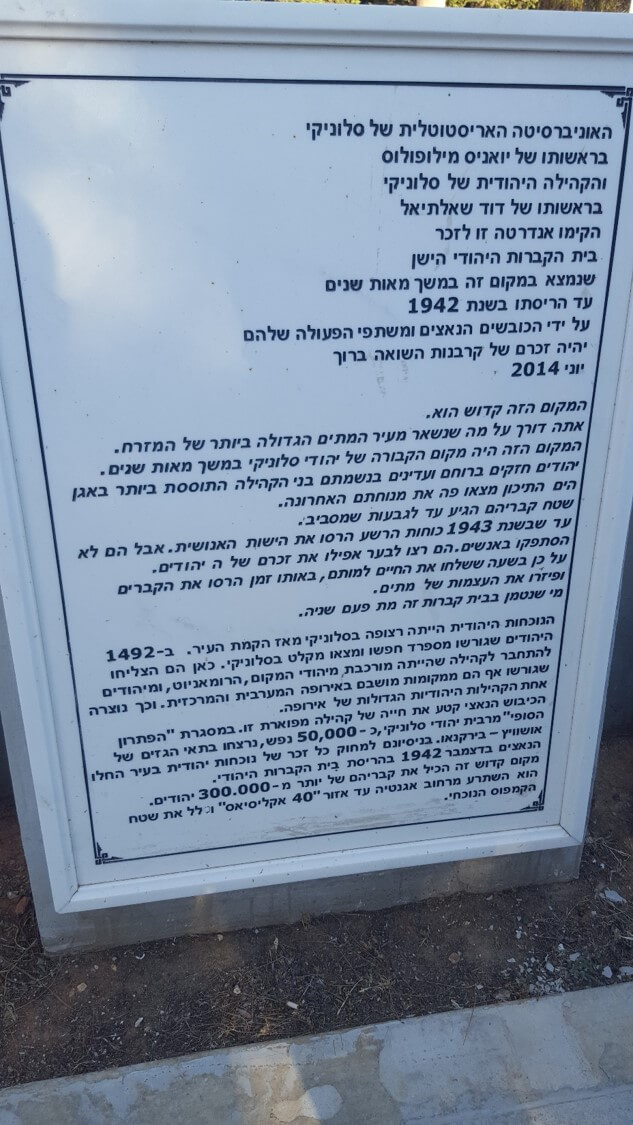 האוניברסיטה האריסטוטלית של סלוניקי
בראשותו של יואניס מילופולוס
והקהילה היהודית של סלוניקי
בראשותו של דוד שאלתיאל
הקימו אנדרטה זו לזכר
בית הקברות היהודי הישן
שנמצא במקום זה במשך מאות שנים
עד הריסתו בשנת 1942
על ידי הכובשים הנאצים ומשתפי הפעולה שלהם
יהיה זכרם של קרבנות השואה ברוך
יוני 2014
המקום הזה קדוש הוא.
אתה דורך על מה שנשאר מעיר המתים הגדולה ביותר של המזרח.
המקום הזה היה מקום הקבורה של יהודי סלוניקי במשך מאות שנים.
יהודים חזקים ברוחם ועדינים בנשמתם בני הקהילה התוססת ביותר באגן
הים התיכון מצאו פה את מנוחתם האחרונה.
שטח קבריהם הגיע עד לגבעות שמסביב.
עד שבשנת 1943 כוחות הרשע הרסו את הישות האנושית. אבל הם לא
הסתפקו באנשים. הם רצו לבער אפילו את זכרם של ה יהודים.
על כן בשעה ששלחו את החיים למותם, באותו זמן הרסו את הקברים
ופיזרו את העצמות של מתים.
מי שנטמן בבית קברות זה מת פעם שניה.
הנוכחות היהודית הייתה רצופה בסלוניקי מאז הקמת העיר. ב-1492
היהודים שגורשו מספרד חפשו ומצאו מקלט בסלוניקי. כאן הם הצליחו
להתחבר לקהילה שהייתה מורכבת מיהודי המקום, הרומאניוט, ומיהודים
שגורשו אף הם ממקומות מושבם באירופה המערבית והמרכזית. וכך נוצרה
אחת הקהילות היהודיות הגדולות של אירופה.
הכיבוש הנאצי קטע את חייה של קהילה מפוארת זו. במסגרת "הפתרון
הסופי" מרבית יהודי סלוניקי, כ- 50,000 נפש, נרצחו בתאי הגזים של
אושוויץ – בירקנאו. בניסיונם למחוק כל זכר של נוכחות יהודית בעיר החלו
הנאצים בדצמבר 1942 בהריסת בית הקברות היהודי.
מקום קדוש זה הכיל את קבריהם של יותר מ-300.000 יהודים.
הוא השתרע מרחוב אגנטיה עד אזור "40 אקליסיאס" וכלל את שטח
הקמפוס הנוכחי.